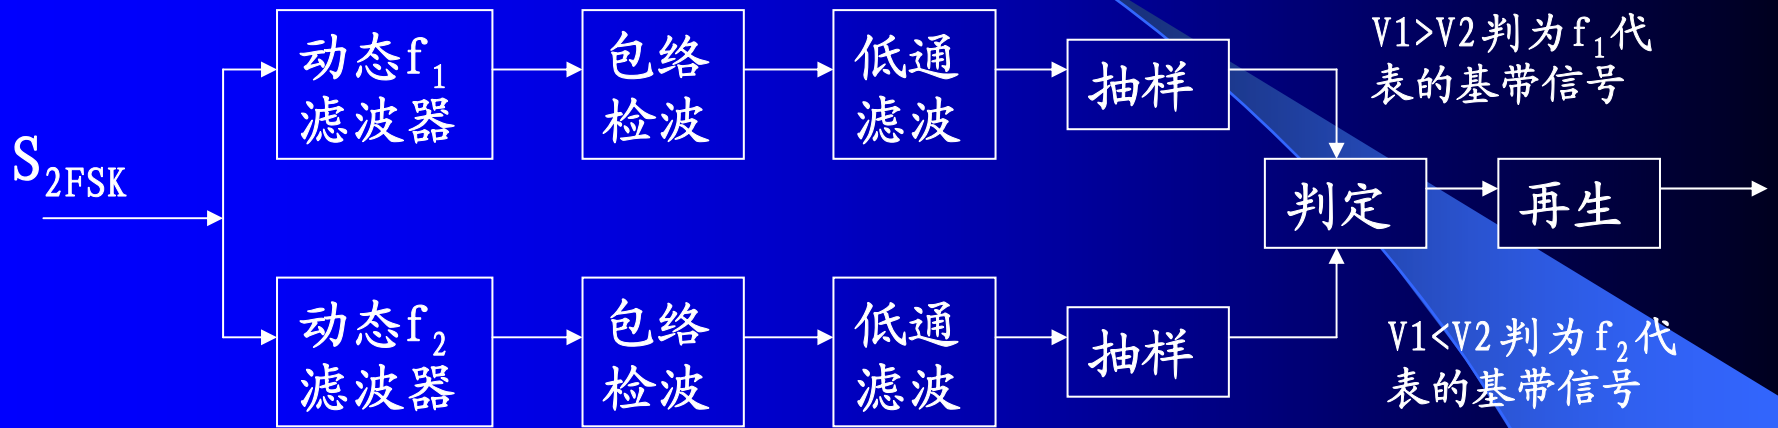 S2FSK
动态f1
滤波器
包络
检波
低通
滤波
抽样
V1>V2判为f1代
表的基带信号
判定
再生
动态f2
滤波器
包络
检波
低通
滤波
抽样
V1<V2判为f2代
表的基带信号